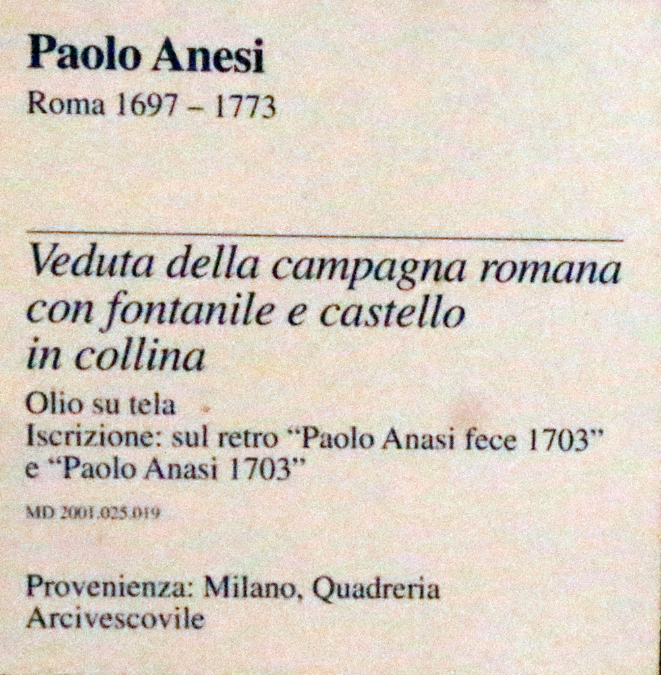 Paolo Anesi
Roma 1697 – 1773
Veduta della campagna romana
con fontanile e castello
in collina
Olio su tela
Iscrizione: sul retro “Paolo Anasi fece 1703”
e “Paolo Anasi 1703”
MD 2001.025.019
Provenienza: Milano, Quadreria
Arcivescovile